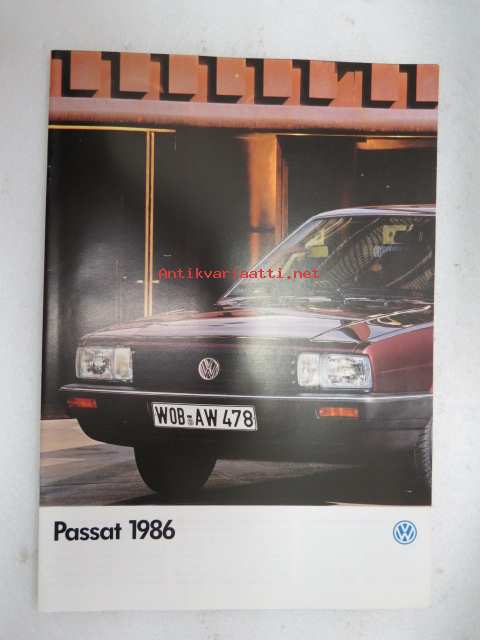 Antikvariaatti.net
WOB AW 478
Passat 1986